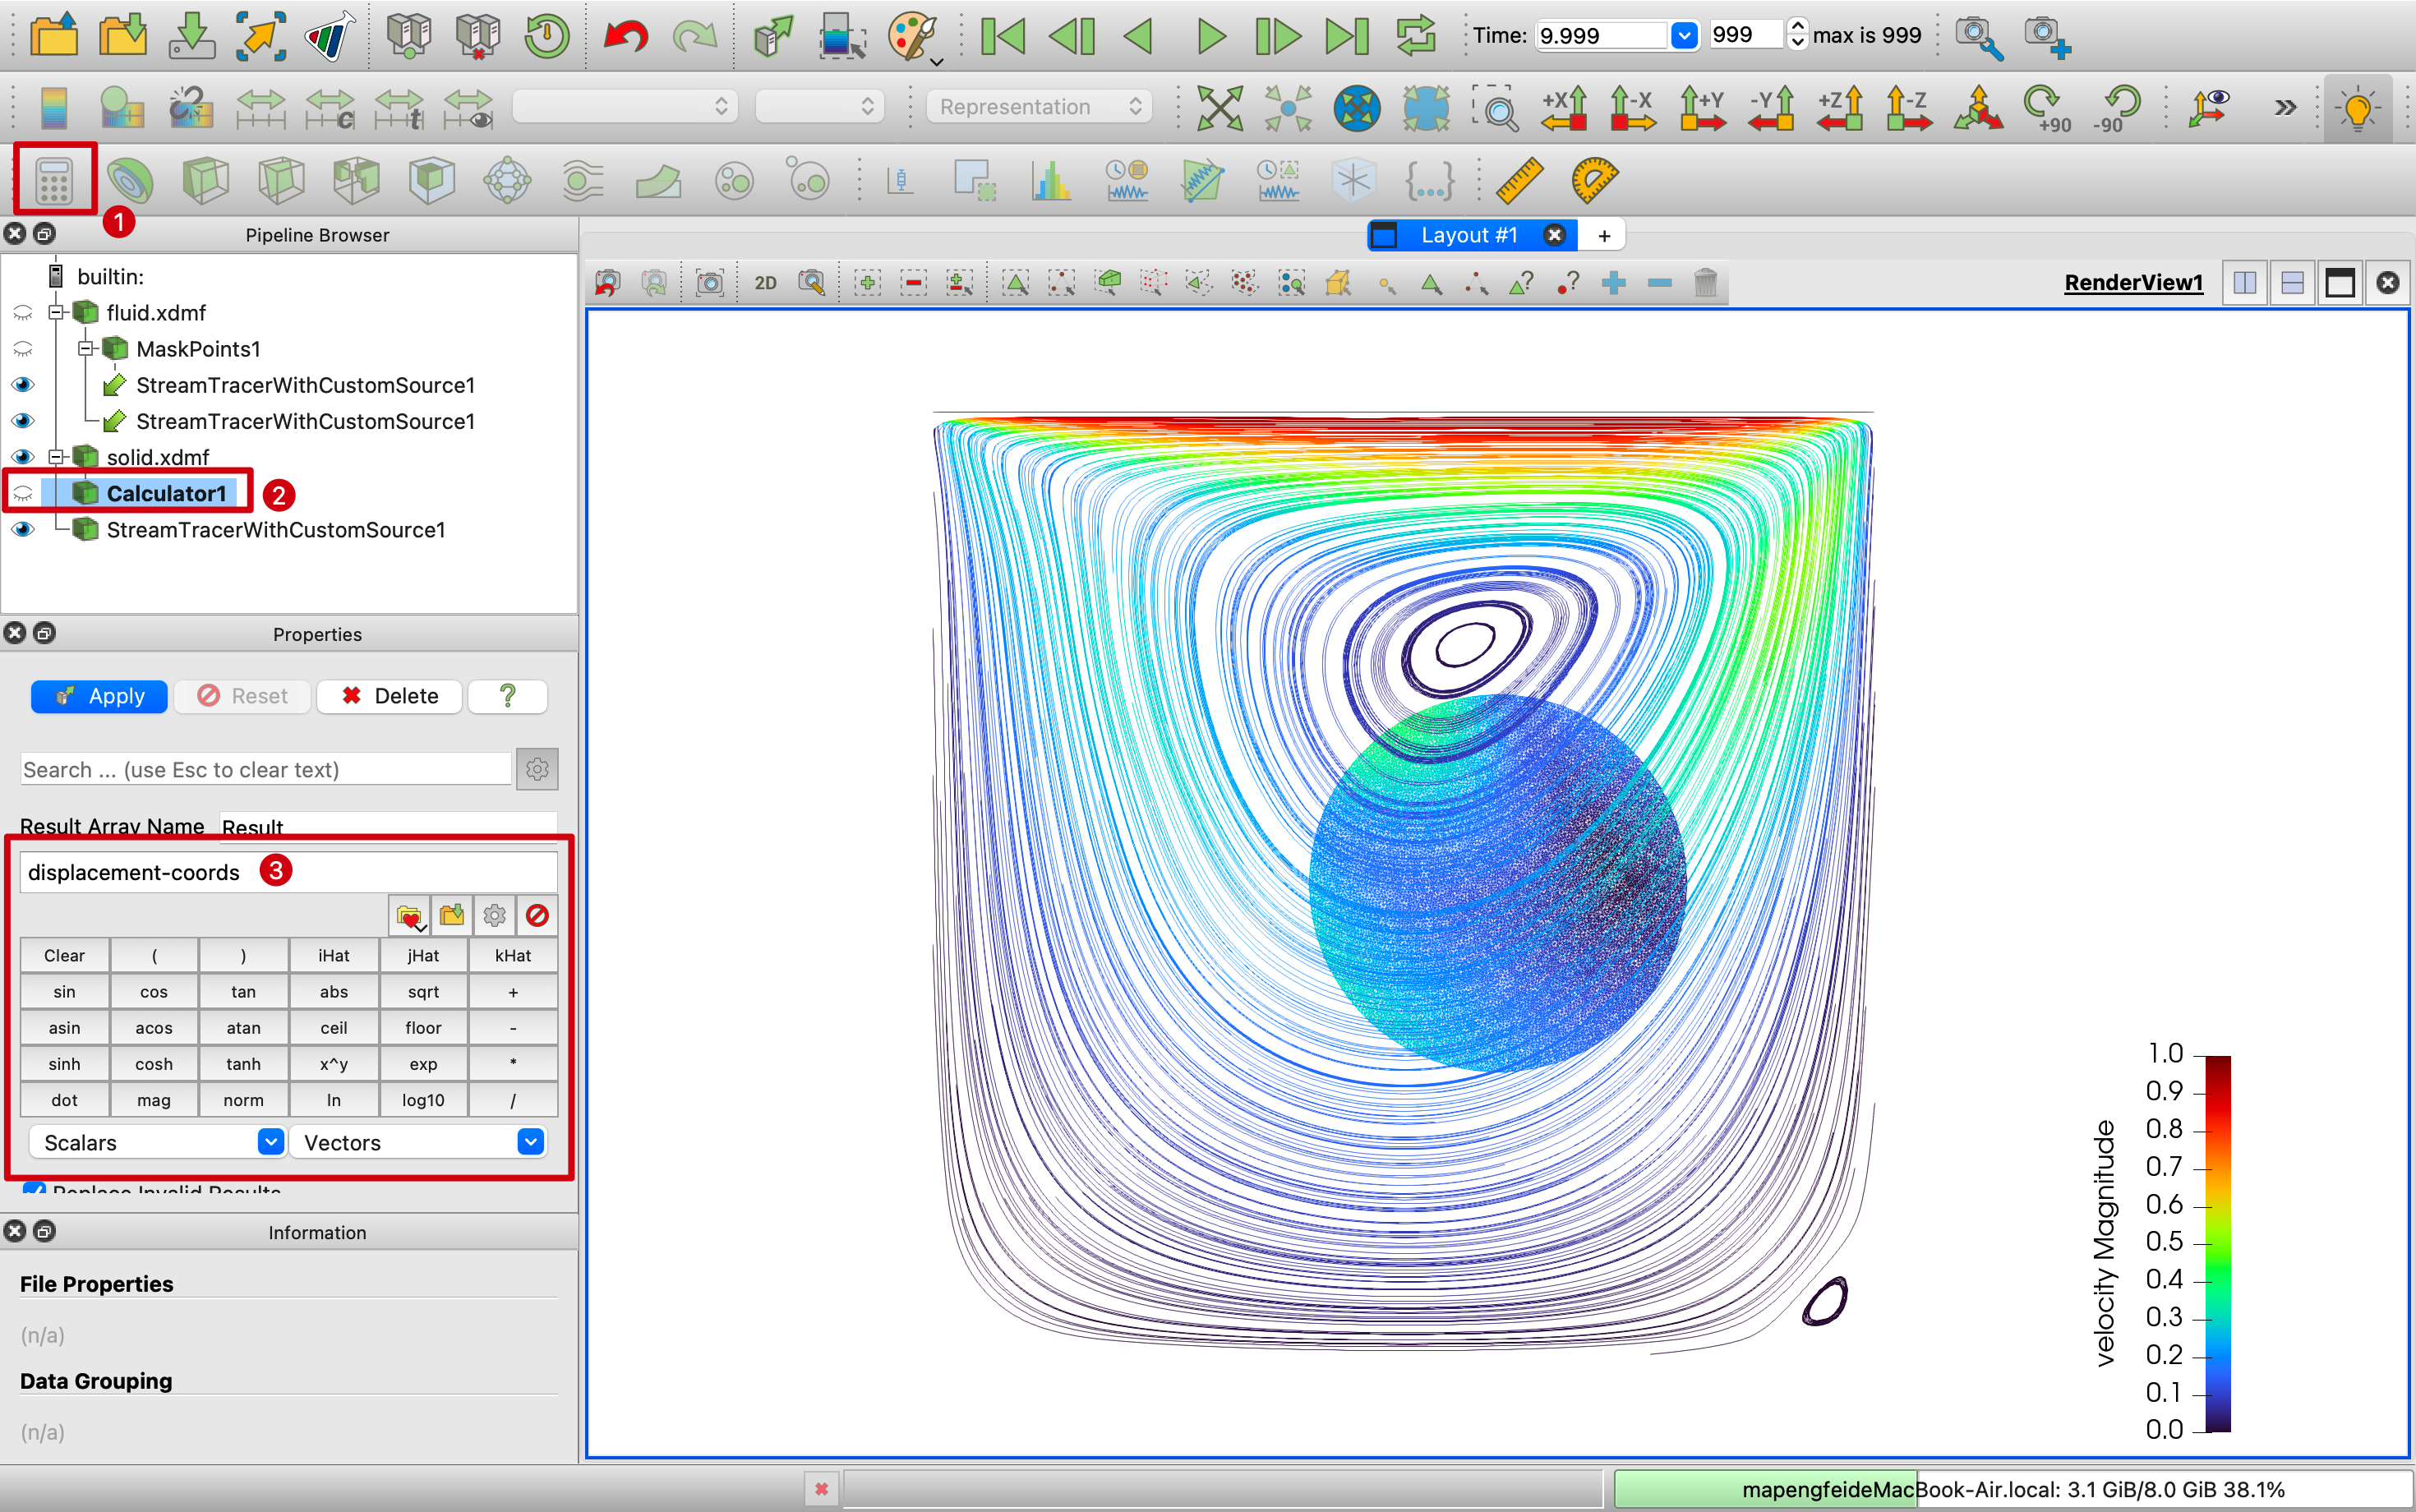 Time: 9.999 999 max is 999
Representation
+X -X +Y -Y +Z -Z +90 -90
c t
1
Pipeline Browser
Layout #1 +
2D
RenderView1
builtin:
fluid.xdmf
MaskPoints1
StreamTracerWithCustomSource1
StreamTracerWithCustomSource1
solid.xdmf
Calculator1 2
StreamTracerWithCustomSource1
Properties
Apply Reset Delete ?
Search ... (use Esc to clear text)
Result Array Name Result
displacement-coords 3
Clear ( ) iHat jHat kHat
sin cos tan abs sqrt +
asin acos atan ceil floor -
sinh cosh tanh x^y exp *
dot mag norm ln log10 /
Scalars Vectors
Replace Invalid Results
Information
File Properties
(n/a)
Data Grouping
(n/a)
velocity Magnitude
1.0
0.9
0.8
0.7
0.6
0.5
0.4
0.3
0.2
0.1
0.0
mapengfeideMacBook-Air.local: 3.1 GiB/8.0 GiB 38.1%